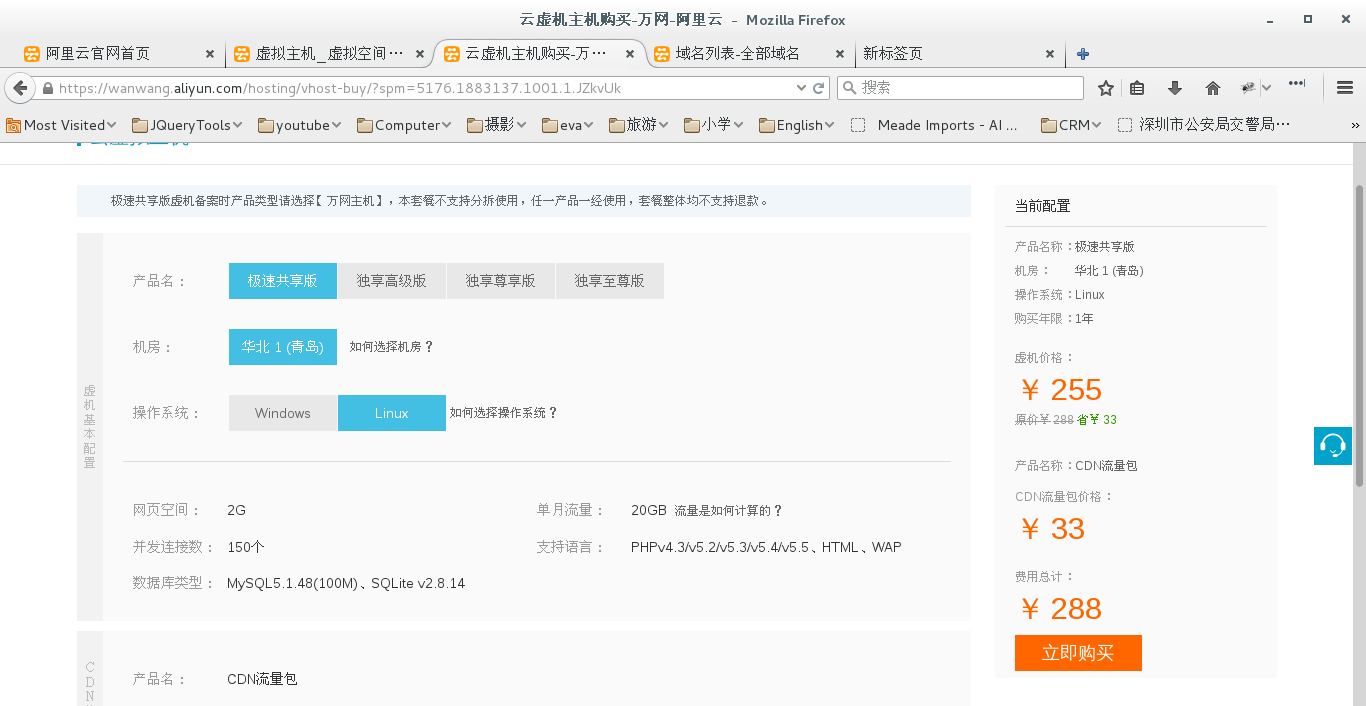 云虚机主机购买-万网-阿里云 - Mozilla Firefox
阿里云官网首页
虚拟主机_虚拟空间…
云虚机主机购买-万…
域名列表-全部域名
新标签页
https://wanwang.aliyun.com/hosting/vhost-buy/?spm=5176.1883137.1001.1.JZkvUk
搜索
Most Visited
JQueryTools
youtube
Computer
摄影
eva
旅游
小学
English
Meade Imports - AI ...
CRM
深圳市公安局交警局…
极速共享版虚机备案时产品类型请选择【 万网主机】，本套餐不支持分拆使用，任一产品一经使用，套餐整体均不支持退款。
虚机基本配置
产品名：
极速共享版
独享高级版
独享尊享版
独享至尊版
机房：
华北 1 (青岛)
如何选择机房？
操作系统：
Windows
Linux
如何选择操作系统？
网页空间： 2G
单月流量： 20GB 流量是如何计算的？
并发连接数： 150个
支持语言： PHPv4.3/v5.2/v5.3/v5.4/v5.5、HTML、WAP
数据库类型： MySQL5.1.48(100M)、SQLite v2.8.14
CDN
产品名： CDN流量包
当前配置
产品名称：极速共享版
机房： 华北 1 (青岛)
操作系统：Linux
购买年限：1年
虚机价格：
¥ 255
原价¥ 288 省¥ 33
产品名称：CDN流量包
CDN流量包价格：
¥ 33
费用总计：
¥ 288
立即购买